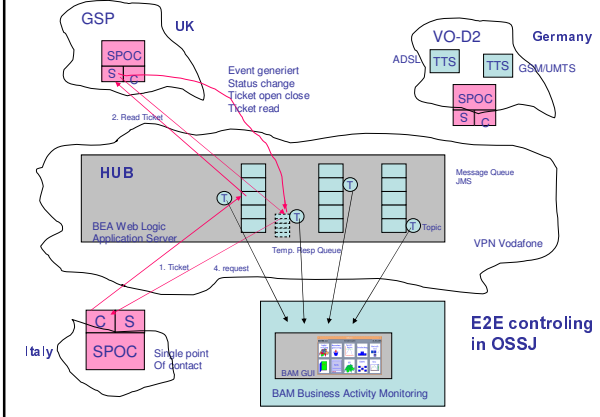 GSP
UK
SPOC
S
C
VO-D2
Germany
ADSL
TTS
TTS
GSM/UMTS
SPOC
S
C
Event generiert
Status change
Ticket open close
Ticket read
2. Read Ticket
HUB
Message Queue
JMS
T
T
T
T
Topic
BEA Web Logic
Application Server
Temp. Resp Queue
VPN Vodafone
1. Ticket
4. request
C
S
SPOC
Italy
Single point
Of contact
E2E controling
in OSSJ
BAM GUI
BAM Business Activity Monitoring